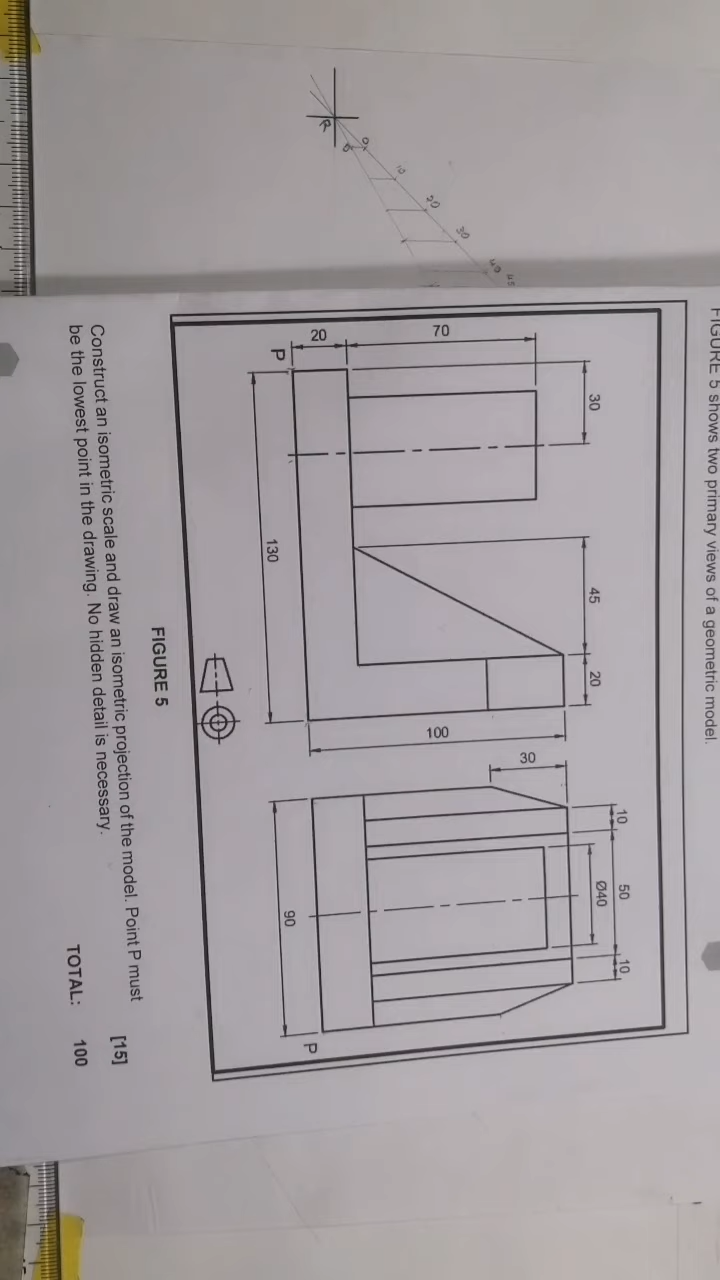 FIGURE 5 shows two primary views of a geometric model.
30
45
20
70
20
P
130
100
30
10
50
10
Ø40
90
P
FIGURE 5
Construct an isometric scale and draw an isometric projection of the model. Point P must
be the lowest point in the drawing. No hidden detail is necessary.
[15]
TOTAL: 100
R
0
10
20
30
40
45